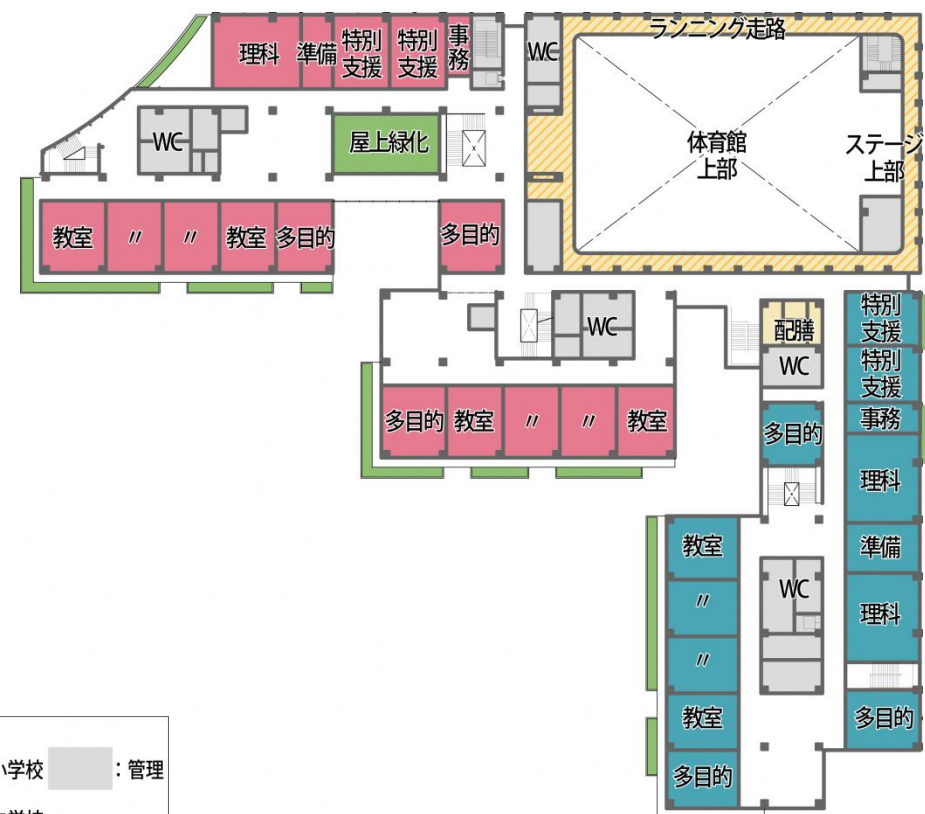 ランニング走路
理科
準備
特別
支援
特別
支援
事
務
WC
WC
屋上緑化
体育館
上部
ステージ
上部
教室
〃
〃
教室
多目的
多目的
WC
配膳
WC
特別
支援
特別
支援
多目的
教室
〃
〃
教室
多目的
事務
理科
教室
準備
〃
WC
理科
〃
教室
多目的
多目的
小学校
：管理